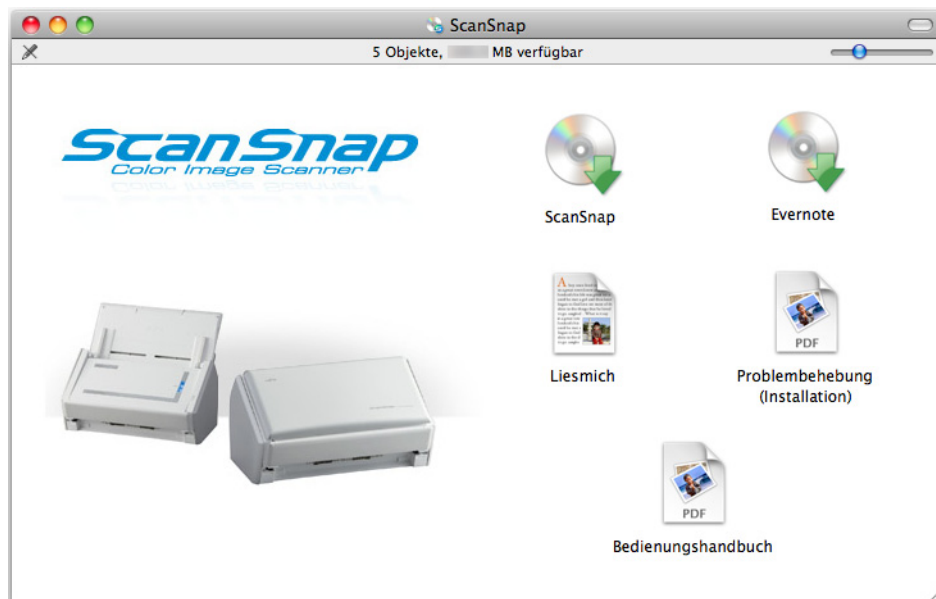 ScanSnap
5 Objekte, MB verfügbar
ScanSnap
Color Image Scanner
ScanSnap
Evernote
Liesmich
PDF
Problembehebung
(Installation)
PDF
Bedienungshandbuch